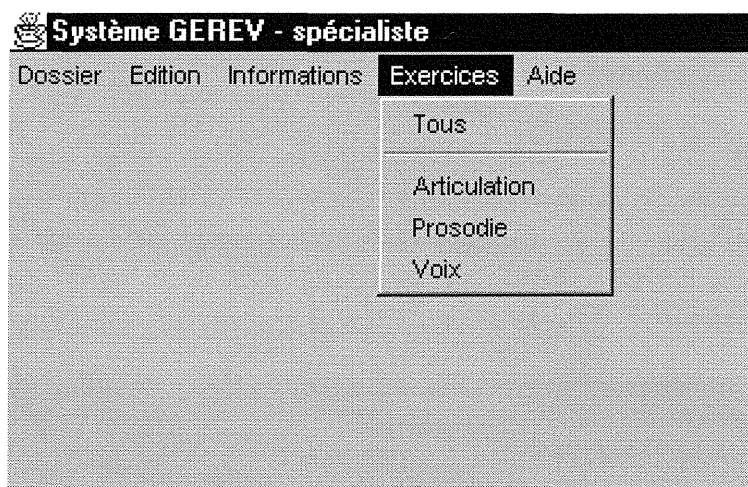 Système GEREV - spécialiste
Dossier Edition Informations Exercices Aide
Tous
Articulation
Prosodie
Voix